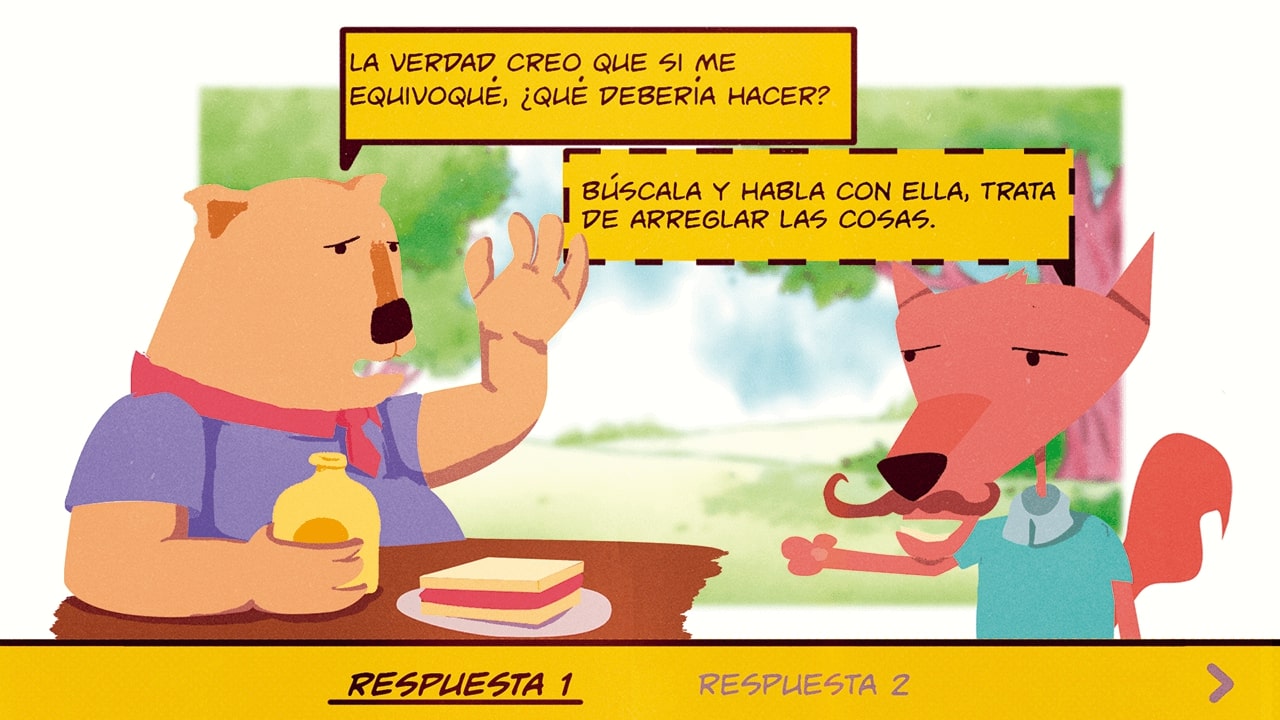 LA VERDAD CREO QUE SI ME
EQUIVOQUÉ, ¿QUÉ DEBERÍA HACER?
BÚSCALA Y HABLA CON ELLA, TRATA
DE ARREGLAR LAS COSAS.
RESPUESTA 1
RESPUESTA 2